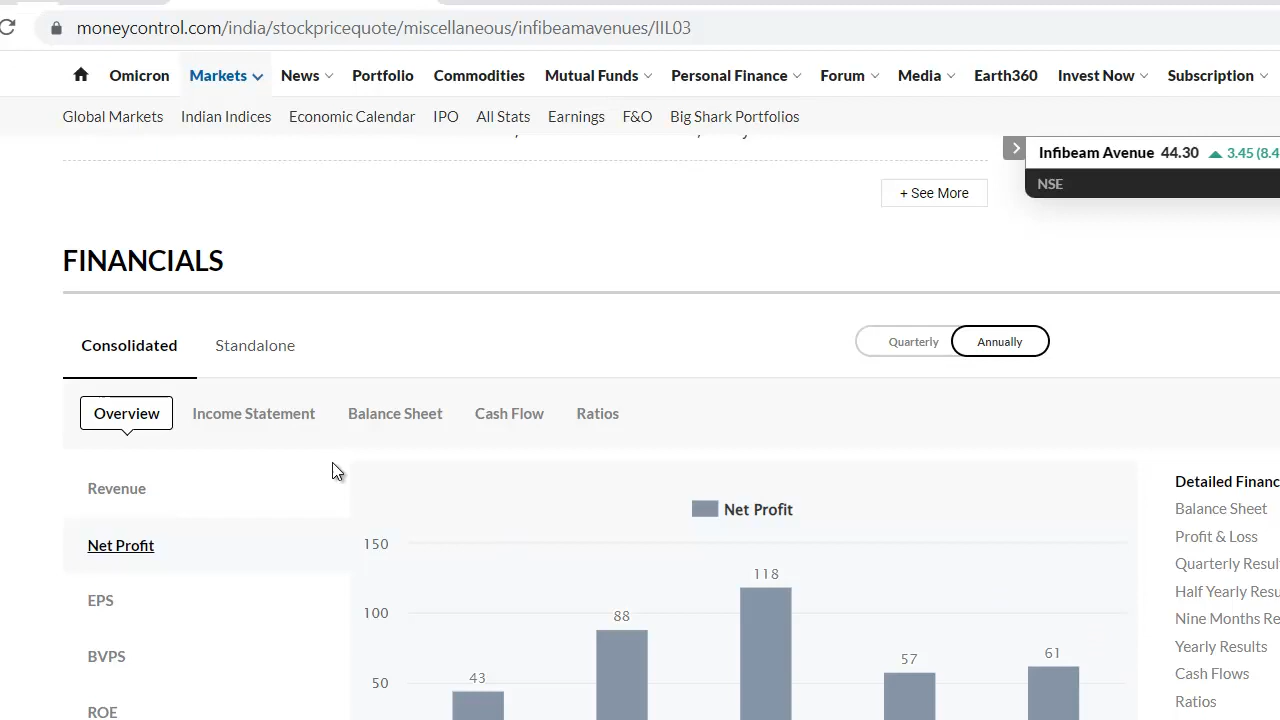 moneycontrol.com/india/stockpricequote/miscellaneous/infibeamavenues/IIL03
Omicron Markets News Portfolio Commodities Mutual Funds Personal Finance Forum Media Earth360 Invest Now Subscription
Global Markets Indian Indices Economic Calendar IPO All Stats Earnings F&O Big Shark Portfolios
Infibeam Avenue 44.30 3.45 (8.4
NSE
+ See More
FINANCIALS
Consolidated Standalone
Quarterly Annually
Overview Income Statement Balance Sheet Cash Flow Ratios
Revenue
Net Profit
EPS
BVPS
ROE
Net Profit
150
118
100
88
57
61
50
43
Detailed Financ
Balance Sheet
Profit & Loss
Quarterly Resul
Half Yearly Resu
Nine Months Re
Yearly Results
Cash Flows
Ratios